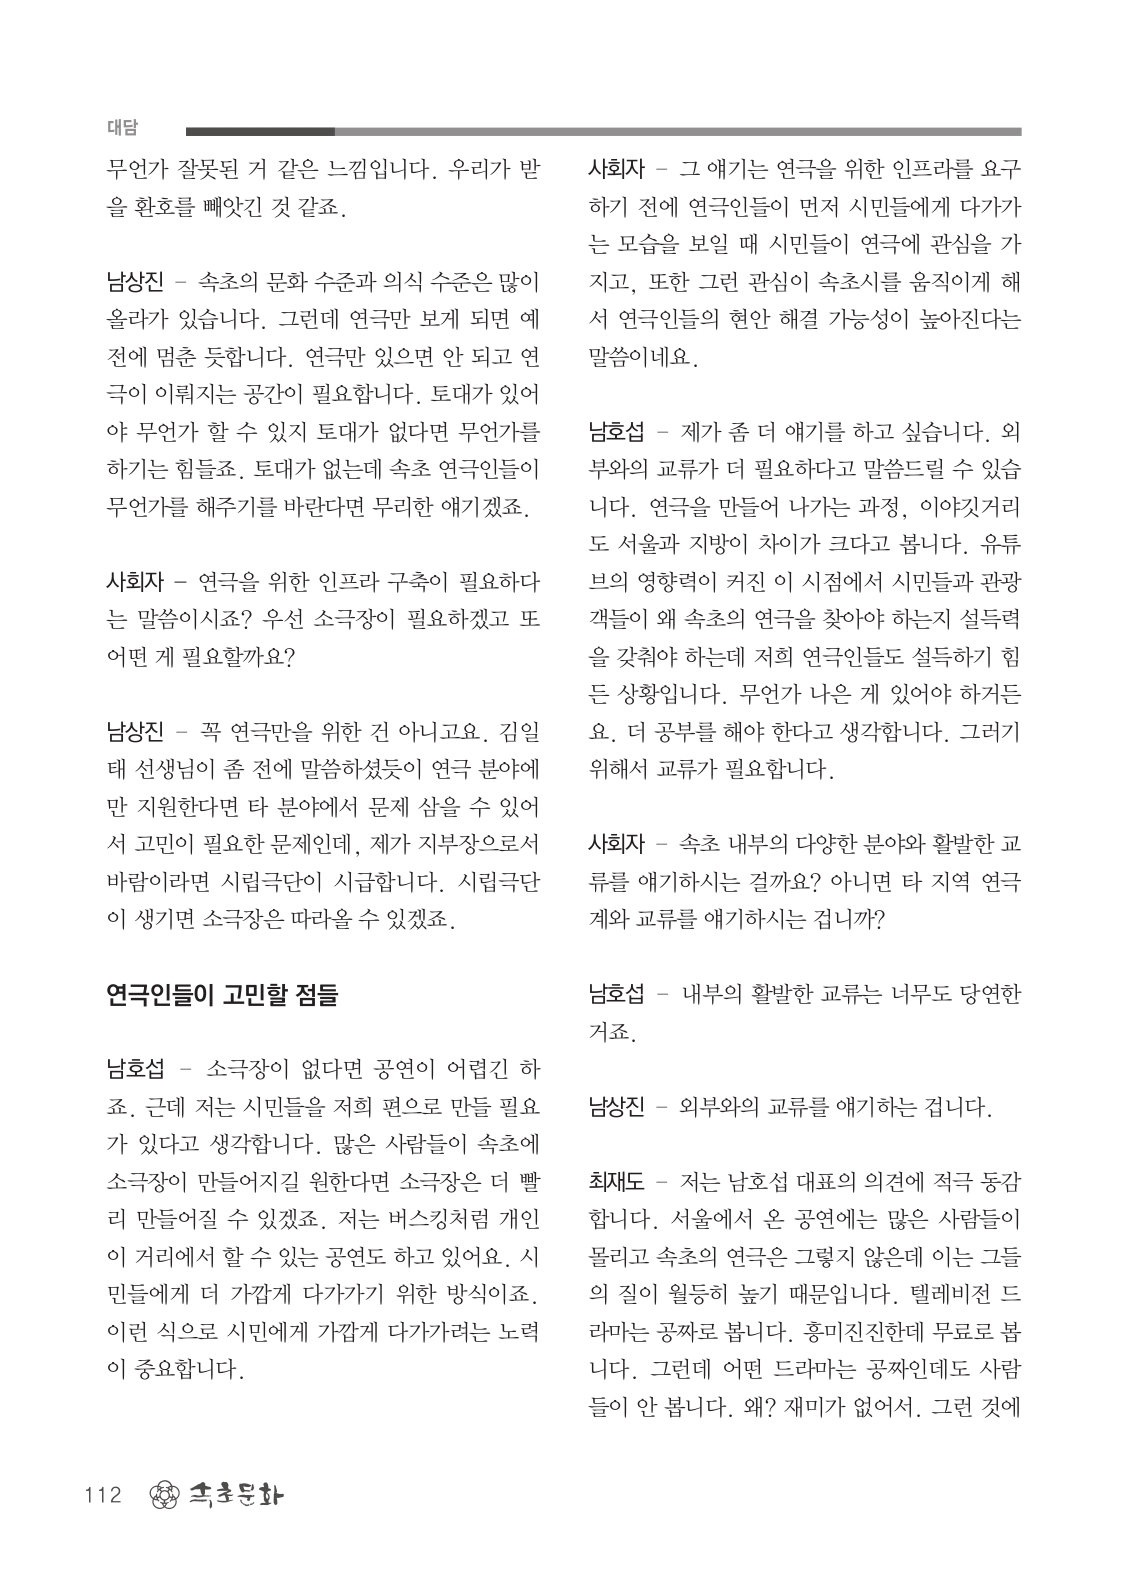 대담
무언가 잘못된 거 같은 느낌입니다. 우리가 받
을 환호를 빼앗긴 것 같죠.
남상진 – 속초의 문화 수준과 의식 수준은 많이
올라가 있습니다. 그런데 연극만 보게 되면 예
전에 멈춘 듯합니다. 연극만 있으면 안 되고 연
극이 이뤄지는 공간이 필요합니다. 토대가 있어
야 무언가 할 수 있지 토대가 없다면 무언가를
하기는 힘들죠. 토대가 없는데 속초 연극인들이
무언가를 해주기를 바란다면 무리한 얘기겠죠.
사회자 – 연극을 위한 인프라 구축이 필요하다
는 말씀이시죠? 우선 소극장이 필요하겠고 또
어떤 게 필요할까요?
남상진 – 꼭 연극만을 위한 건 아니고요. 김일
태 선생님이 좀 전에 말씀하셨듯이 연극 분야에
만 지원한다면 타 분야에서 문제 삼을 수 있어
서 고민이 필요한 문제인데, 제가 지부장으로서
바람이라면 시립극단이 시급합니다. 시립극단
이 생기면 소극장은 따라올 수 있겠죠.
연극인들이 고민할 점들
남호섭 – 소극장이 없다면 공연이 어렵긴 하
죠. 근데 저는 시민들을 저희 편으로 만들 필요
가 있다고 생각합니다. 많은 사람들이 속초에
소극장이 만들어지길 원한다면 소극장은 더 빨
리 만들어질 수 있겠죠. 저는 버스킹처럼 개인
이 거리에서 할 수 있는 공연도 하고 있어요. 시
민들에게 더 가깝게 다가가기 위한 방식이죠.
이런 식으로 시민에게 가깝게 다가가려는 노력
이 중요합니다.
사회자 – 그 얘기는 연극을 위한 인프라를 요구
하기 전에 연극인들이 먼저 시민들에게 다가가
는 모습을 보일 때 시민들이 연극에 관심을 가
지고, 또한 그런 관심이 속초시를 움직이게 해
서 연극인들의 현안 해결 가능성이 높아진다는
말씀이네요.
남호섭 – 제가 좀 더 얘기를 하고 싶습니다. 외
부와의 교류가 더 필요하다고 말씀드릴 수 있습
니다. 연극을 만들어 나가는 과정, 이야깃거리
도 서울과 지방이 차이가 크다고 봅니다. 유튜
브의 영향력이 커진 이 시점에서 시민들과 관광
객들이 왜 속초의 연극을 찾아야 하는지 설득력
을 갖춰야 하는데 저희 연극인들도 설득하기 힘
든 상황입니다. 무언가 나은 게 있어야 하거든
요. 더 공부를 해야 한다고 생각합니다. 그러기
위해서 교류가 필요합니다.
사회자 – 속초 내부의 다양한 분야와 활발한 교
류를 얘기하시는 걸까요? 아니면 타 지역 연극
계와 교류를 얘기하시는 겁니까?
남호섭 – 내부의 활발한 교류는 너무도 당연한
거죠.
남상진 – 외부와의 교류를 얘기하는 겁니다.
최재도 – 저는 남호섭 대표의 의견에 적극 동감
합니다. 서울에서 온 공연에는 많은 사람들이
몰리고 속초의 연극은 그렇지 않은데 이는 그들
의 질이 월등히 높기 때문입니다. 텔레비전 드
라마는 공짜로 봅니다. 흥미진진한데 무료로 봅
니다. 그런데 어떤 드라마는 공짜인데도 사람
들이 안 봅니다. 왜? 재미가 없어서. 그런 것에
112 속초문화